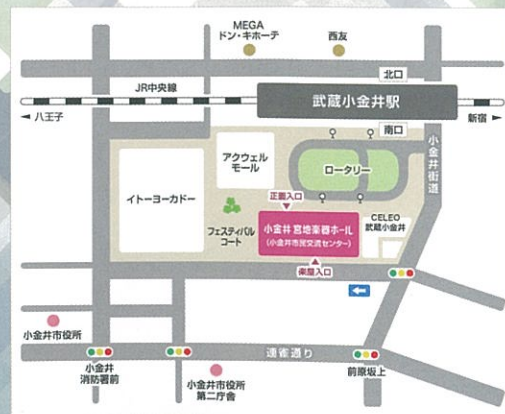 MEGA
ドン・キホーテ
西友
北口
JR中央線
武蔵小金井駅
八王子
新宿
南口
小金井街道
アクウェル
モール
ロータリー
イトーヨーカドー
正面入口
フェスティバル
コート
小金井 宮地楽器ホール
(小金井市民交流センター)
CELEO
武蔵小金井
楽屋入口
小金井市役所
連雀通り
小金井
消防署前
前原坂上
小金井市役所
第二庁舎